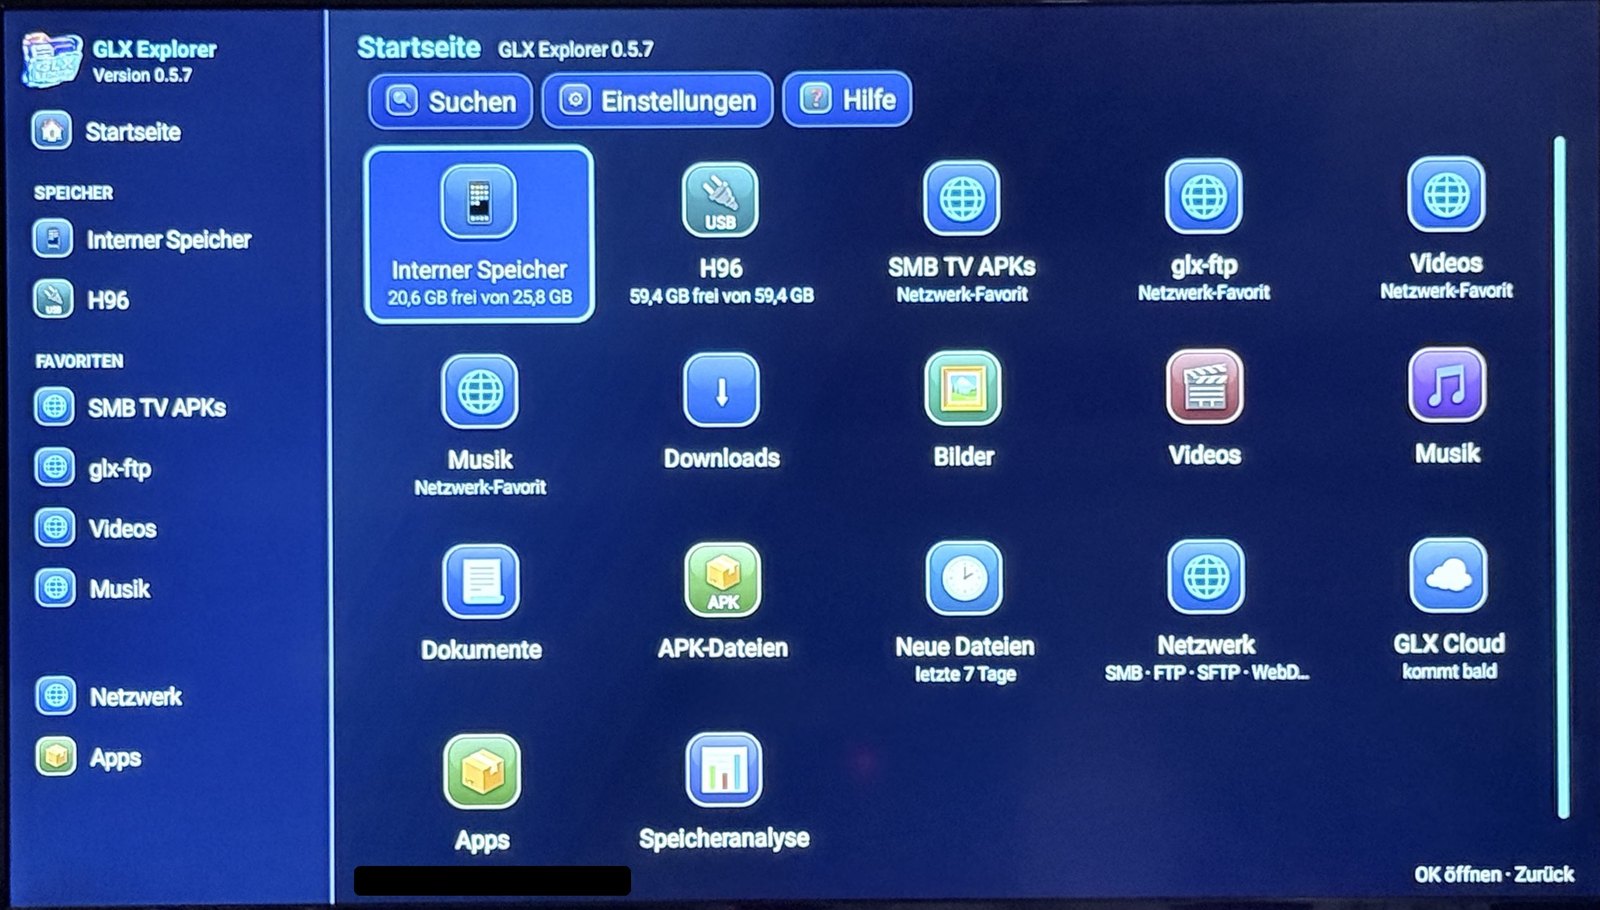 GLX Explorer
Version 0.5.7
Startseite
SPEICHER
Interner Speicher
H96
FAVORITEN
SMB TV APKs
glx-ftp
Videos
Musik
Netzwerk
Apps
Startseite GLX Explorer 0.5.7
Suchen Einstellungen Hilfe
Interner Speicher
20,6 GB frei von 25,8 GB
USB
H96
59,4 GB frei von 59,4 GB
SMB TV APKs
Netzwerk-Favorit
glx-ftp
Netzwerk-Favorit
Videos
Netzwerk-Favorit
Musik
Netzwerk-Favorit
Downloads
Bilder
Videos
Musik
Dokumente
APK
APK-Dateien
Neue Dateien
letzte 7 Tage
Netzwerk
SMB · FTP · SFTP · WebD...
GLX Cloud
kommt bald
Apps
Speicheranalyse
OK öffnen · Zurück